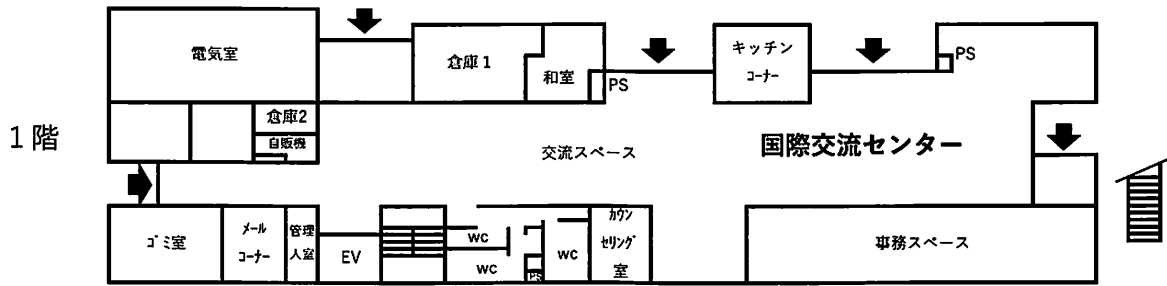 1階
電気室
倉庫1
和室
PS
キッチン
コーナー
PS
倉庫2
自販機
交流スペース
国際交流センター
ゴミ室
メール
コーナー
管理
人室
EV
WC
WC
PS
WC
カウン
セリング
室
事務スペース